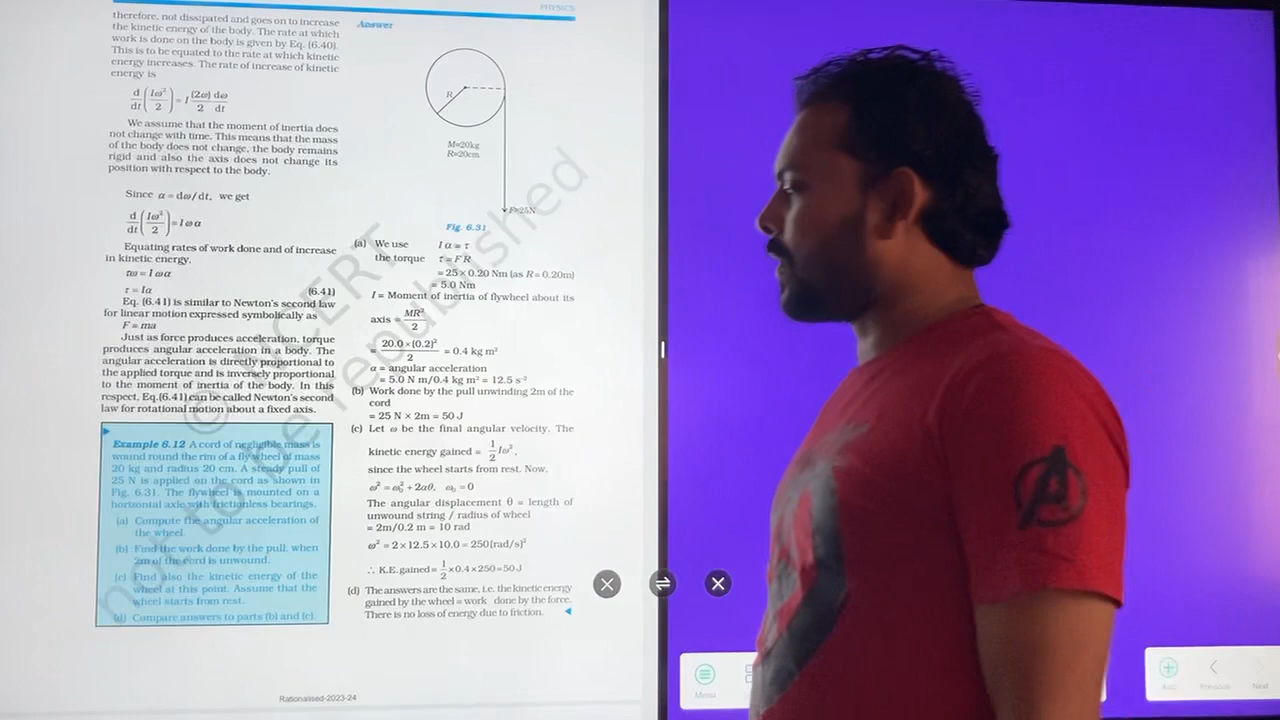 PHYSICS
therefore, not dissipated and goes on to increase
the kinetic energy of the body. The rate at which
work is done on the body is given by Eq. (6.40).
This is to be equated to the rate at which kinetic
energy increases. The rate of increase of kinetic
energy is
d/dt (Iω²/2) = I (2ω)/2 dω/dt
We assume that the moment of inertia does
not change with time. This means that the mass
of the body does not change, the body remains
rigid and also the axis does not change its
position with respect to the body.
Since α = dω/dt, we get
d/dt (Iω²/2) = I ω α
Equating rates of work done and of increase
in kinetic energy,
τω = I ω α
τ = Iα (6.41)
Eq. (6.41) is similar to Newton's second law
for linear motion expressed symbolically as
F = ma
Just as force produces acceleration, torque
produces angular acceleration in a body. The
angular acceleration is directly proportional to
the applied torque and is inversely proportional
to the moment of inertia of the body. In this
respect, Eq.(6.41) can be called Newton's second
law for rotational motion about a fixed axis.
Example 6.12 A cord of negligible mass is
wound round the rim of a fly wheel of mass
20 kg and radius 20 cm. A steady pull of
25 N is applied on the cord as shown in
Fig. 6.31. The flywheel is mounted on a
horizontal axle with frictionless bearings.
(a) Compute the angular acceleration of
the wheel.
(b) Find the work done by the pull, when
2m of the cord is unwound.
(c) Find also the kinetic energy of the
wheel at this point. Assume that the
wheel starts from rest.
(d) Compare answers to parts (b) and (c).
Answer
R
M=20kg
R=20cm
F=25N
Fig. 6.31
(a) We use I α = τ
the torque τ = F R
= 25×0.20 Nm (as R= 0.20m)
= 5.0 Nm
I = Moment of inertia of flywheel about its
axis = MR²/2
= 20.0×(0.2)²/2 = 0.4 kg m²
α = angular acceleration
= 5.0 N m/0.4 kg m² = 12.5 s⁻²
(b) Work done by the pull unwinding 2m of the
cord
= 25 N × 2m = 50 J
(c) Let ω be the final angular velocity. The
kinetic energy gained = 1/2 Iω²,
since the wheel starts from rest. Now,
ω² = ω₀² + 2αθ, ω₀ = 0
The angular displacement θ = length of
unwound string / radius of wheel
= 2m/0.2 m = 10 rad
ω² = 2×12.5×10.0 = 250(rad/s)²
∴ K.E. gained = 1/2 ×0.4×250=50J
(d) The answers are the same, i.e. the kinetic energy
gained by the wheel = work done by the force.
There is no loss of energy due to friction.
© NCERT
not to be republished
Rationalised-2023-24
Menu
Add
Previous
Next
A